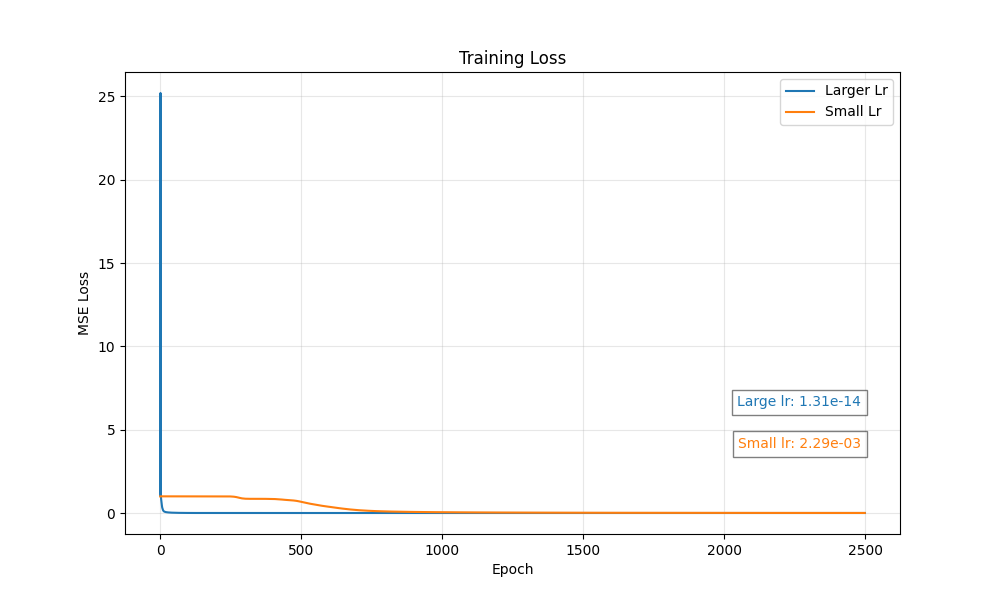 Training Loss
Larger Lr
Small Lr
MSE Loss
25
20
15
10
5
0
Large lr: 1.31e-14
Small lr: 2.29e-03
0
500
1000
1500
2000
2500
Epoch